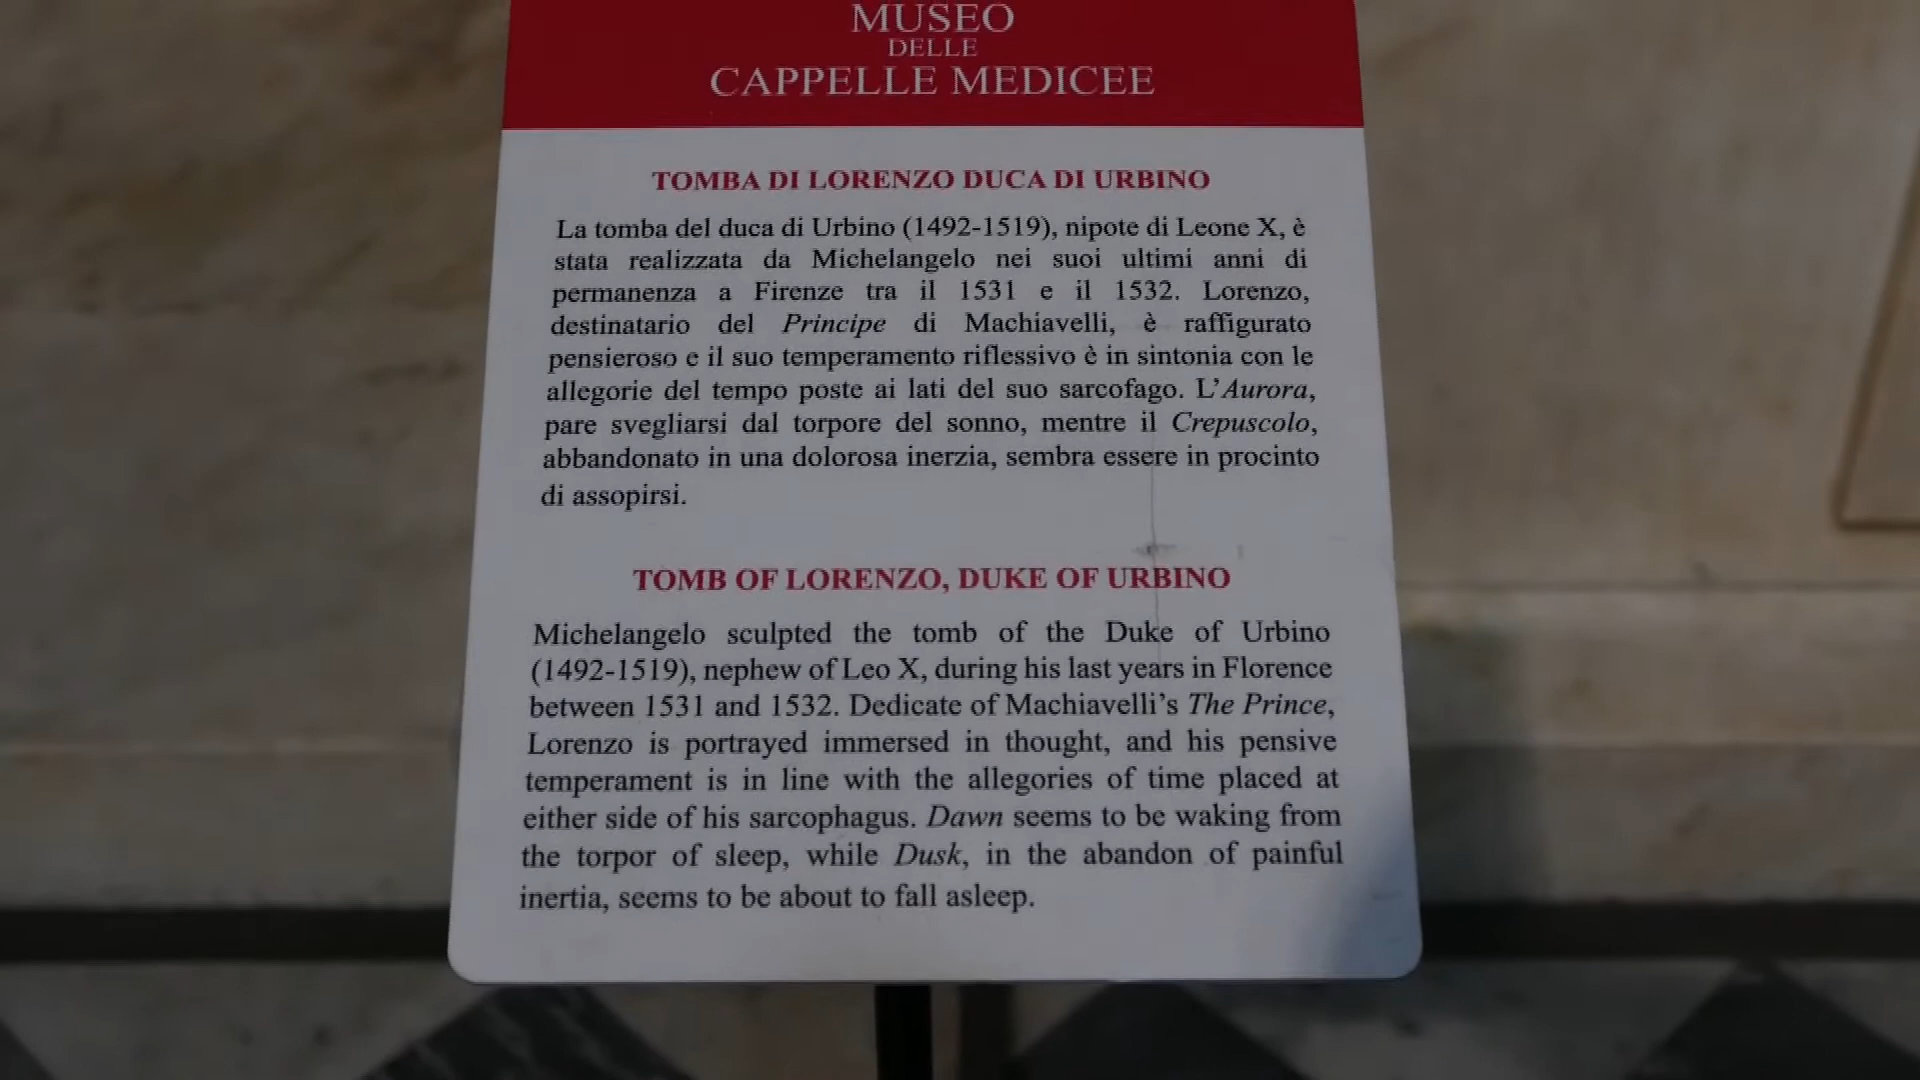 MUSEO
DELLE
CAPPELLE MEDICEE
TOMBA DI LORENZO DUCA DI URBINO
La tomba del duca di Urbino (1492-1519), nipote di Leone X, è
stata realizzata da Michelangelo nei suoi ultimi anni di
permanenza a Firenze tra il 1531 e il 1532. Lorenzo,
destinatario del Principe di Machiavelli, è raffigurato
pensieroso e il suo temperamento riflessivo è in sintonia con le
allegorie del tempo poste ai lati del suo sarcofago. L'Aurora,
pare svegliarsi dal torpore del sonno, mentre il Crepuscolo,
abbandonato in una dolorosa inerzia, sembra essere in procinto
di assopirsi.
TOMB OF LORENZO, DUKE OF URBINO
Michelangelo sculpted the tomb of the Duke of Urbino
(1492-1519), nephew of Leo X, during his last years in Florence
between 1531 and 1532. Dedicate of Machiavelli's The Prince,
Lorenzo is portrayed immersed in thought, and his pensive
temperament is in line with the allegories of time placed at
either side of his sarcophagus. Dawn seems to be waking from
the torpor of sleep, while Dusk, in the abandon of painful
inertia, seems to be about to fall asleep.